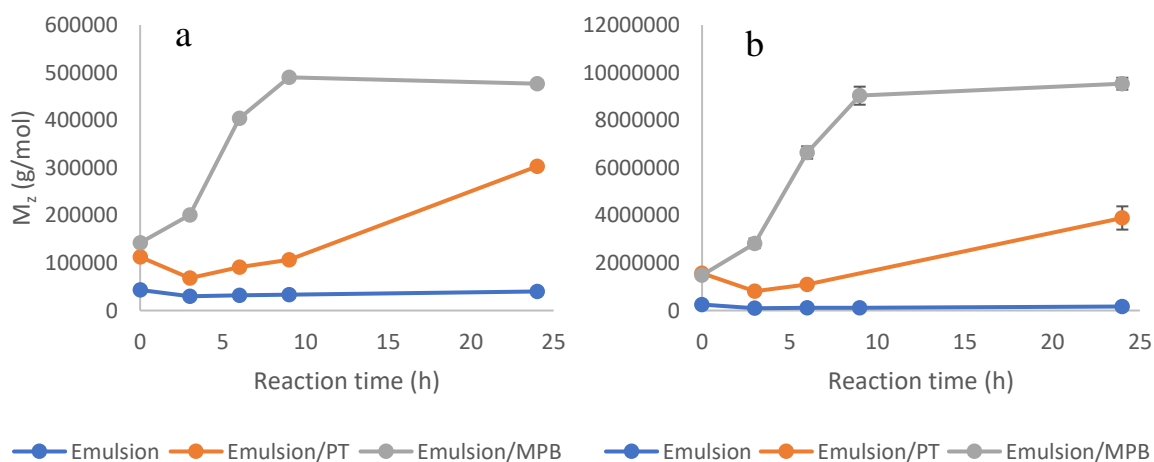 a
600000
500000
400000
300000
200000
100000
0
M_z (g/mol)
0 5 10 15 20 25
Reaction time (h)
Emulsion Emulsion/PT Emulsion/MPB
b
12000000
10000000
8000000
6000000
4000000
2000000
0
0 5 10 15 20 25
Reaction time (h)
Emulsion Emulsion/PT Emulsion/MPB